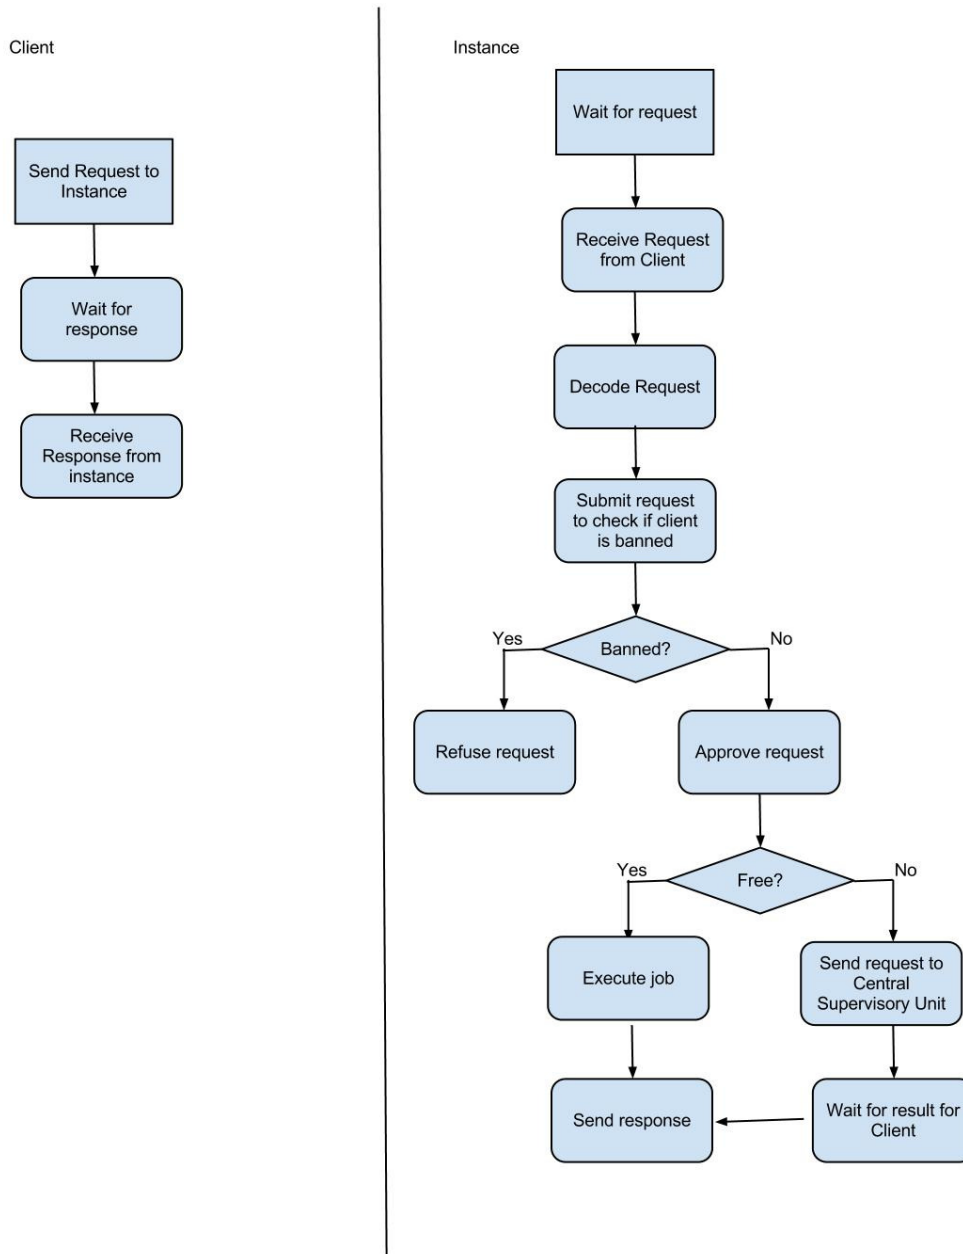 Client
Send Request to
Instance
Wait for
response
Receive
Response from
instance
Instance
Wait for request
Receive Request
from Client
Decode Request
Submit request
to check if client
is banned
Yes
Banned?
No
Refuse request
Approve request
Yes
Free?
No
Execute job
Send request to
Central
Supervisory Unit
Send response
Wait for result for
Client